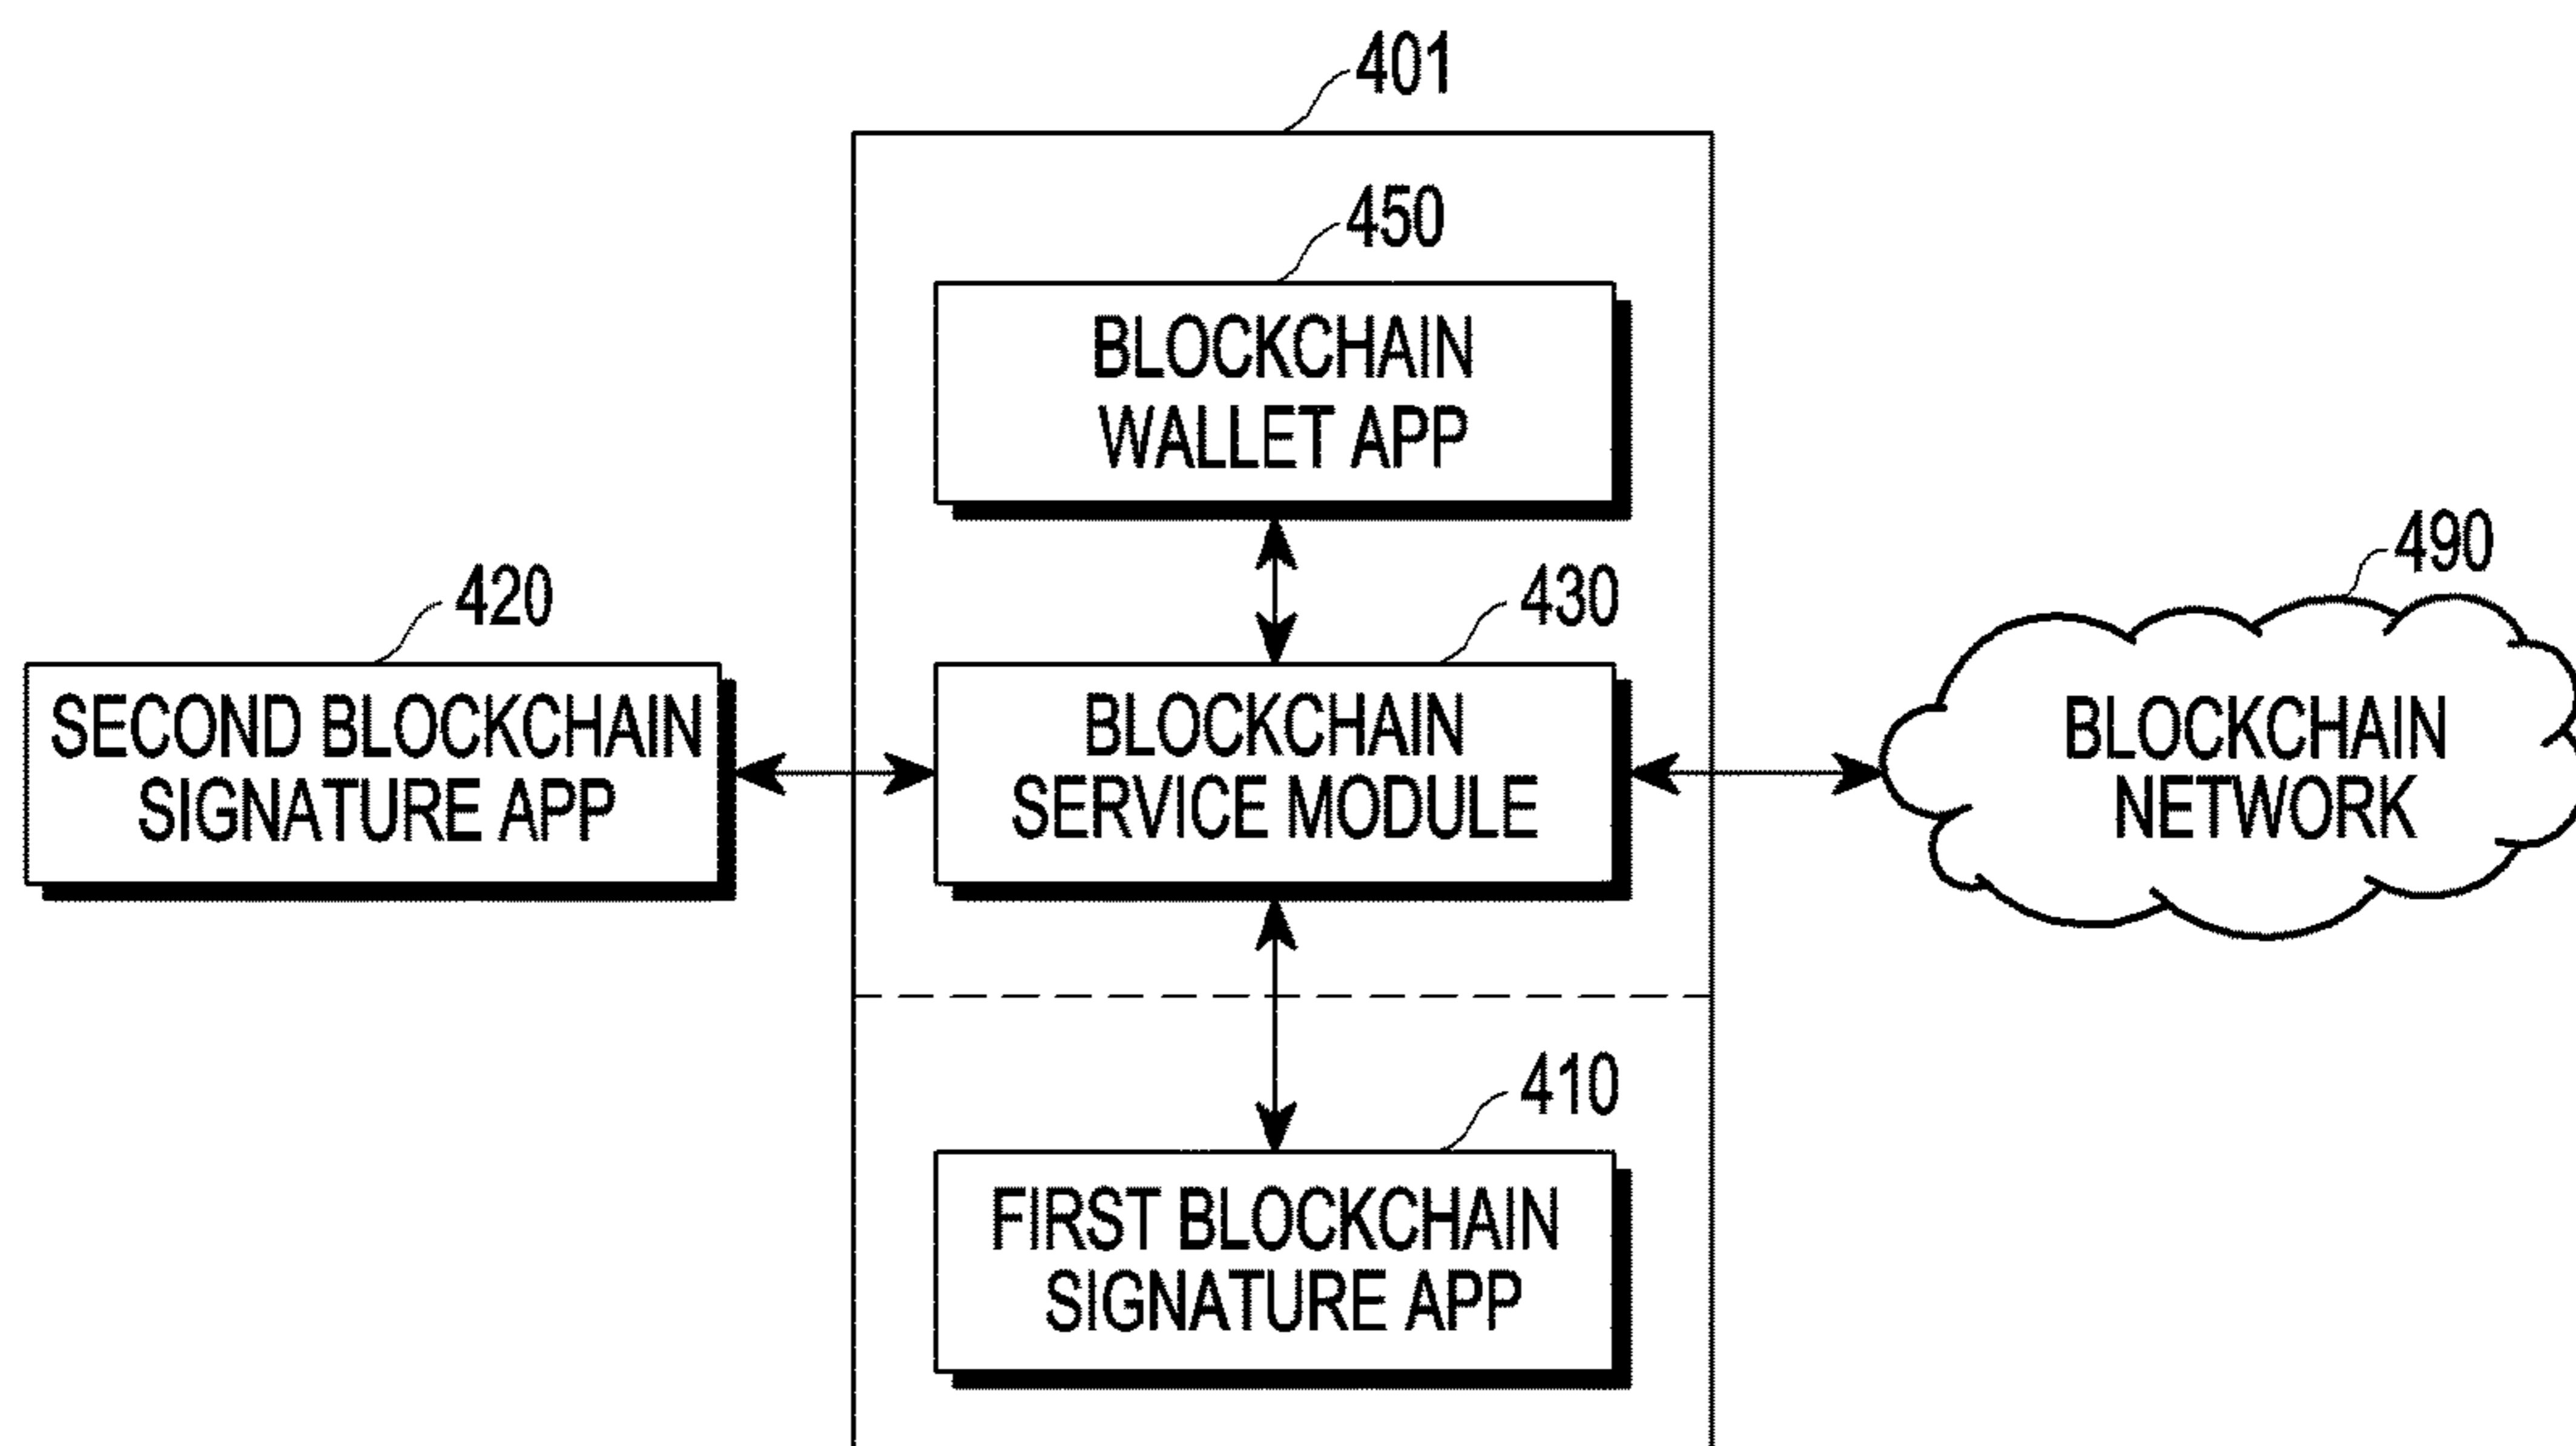 401
450
BLOCKCHAIN
WALLET APP
420
SECOND BLOCKCHAIN
SIGNATURE APP
430
BLOCKCHAIN
SERVICE MODULE
490
BLOCKCHAIN
NETWORK
410
FIRST BLOCKCHAIN
SIGNATURE APP